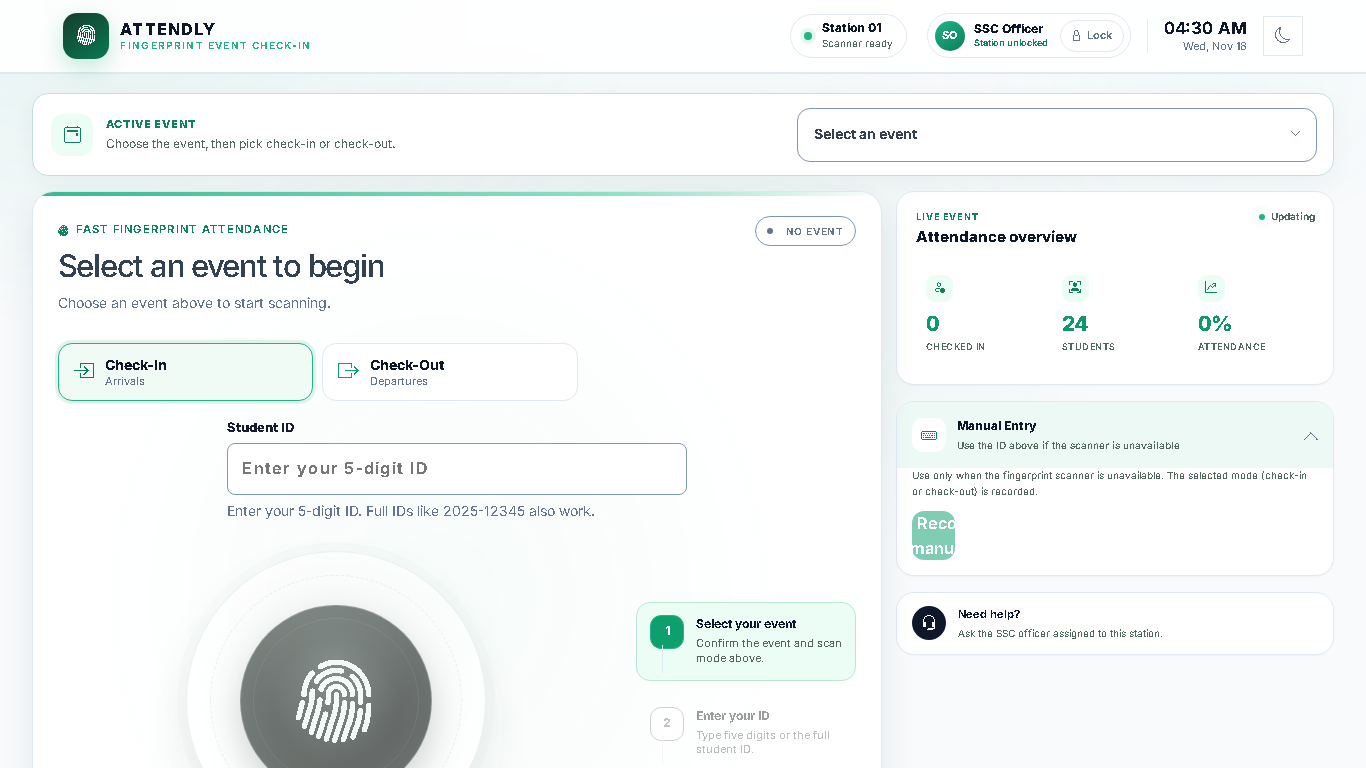 ATTENDLY
FINGERPRINT EVENT CHECK-IN
Station 01
Scanner ready
SO
SSC Officer
Station unlocked
Lock
04:30 AM
Wed, Nov 18
ACTIVE EVENT
Choose the event, then pick check-in or check-out.
Select an event
FAST FINGERPRINT ATTENDANCE
NO EVENT
Select an event to begin
Choose an event above to start scanning.
Check-In
Arrivals
Check-Out
Departures
Student ID
Enter your 5-digit ID
Enter your 5-digit ID. Full IDs like 2025-12345 also work.
1
Select your event
Confirm the event and scan
mode above.
2
Enter your ID
Type five digits or the full
student ID.
LIVE EVENT
Updating
Attendance overview
0
CHECKED IN
24
STUDENTS
0%
ATTENDANCE
Manual Entry
Use the ID above if the scanner is unavailable
Use only when the fingerprint scanner is unavailable. The selected mode (check-in
or check-out) is recorded.
Reco
manu
Need help?
Ask the SSC officer assigned to this station.